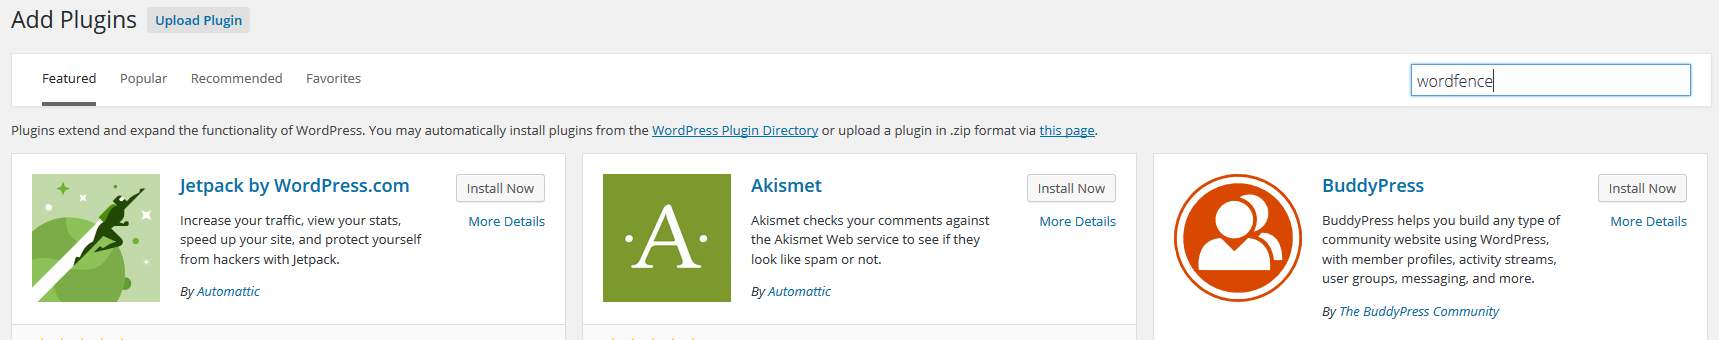 Add Plugins Upload Plugin
Featured Popular Recommended Favorites wordfence
Plugins extend and expand the functionality of WordPress. You may automatically install plugins from the WordPress Plugin Directory or upload a plugin in .zip format via this page.
Jetpack by WordPress.com
Install Now
More Details
Increase your traffic, view your stats,
speed up your site, and protect yourself
from hackers with Jetpack.
By Automattic
A
Akismet
Install Now
More Details
Akismet checks your comments against
the Akismet Web service to see if they
look like spam or not.
By Automattic
BuddyPress
Install Now
More Details
BuddyPress helps you build any type of
community website using WordPress,
with member profiles, activity streams,
user groups, messaging, and more.
By The BuddyPress Community